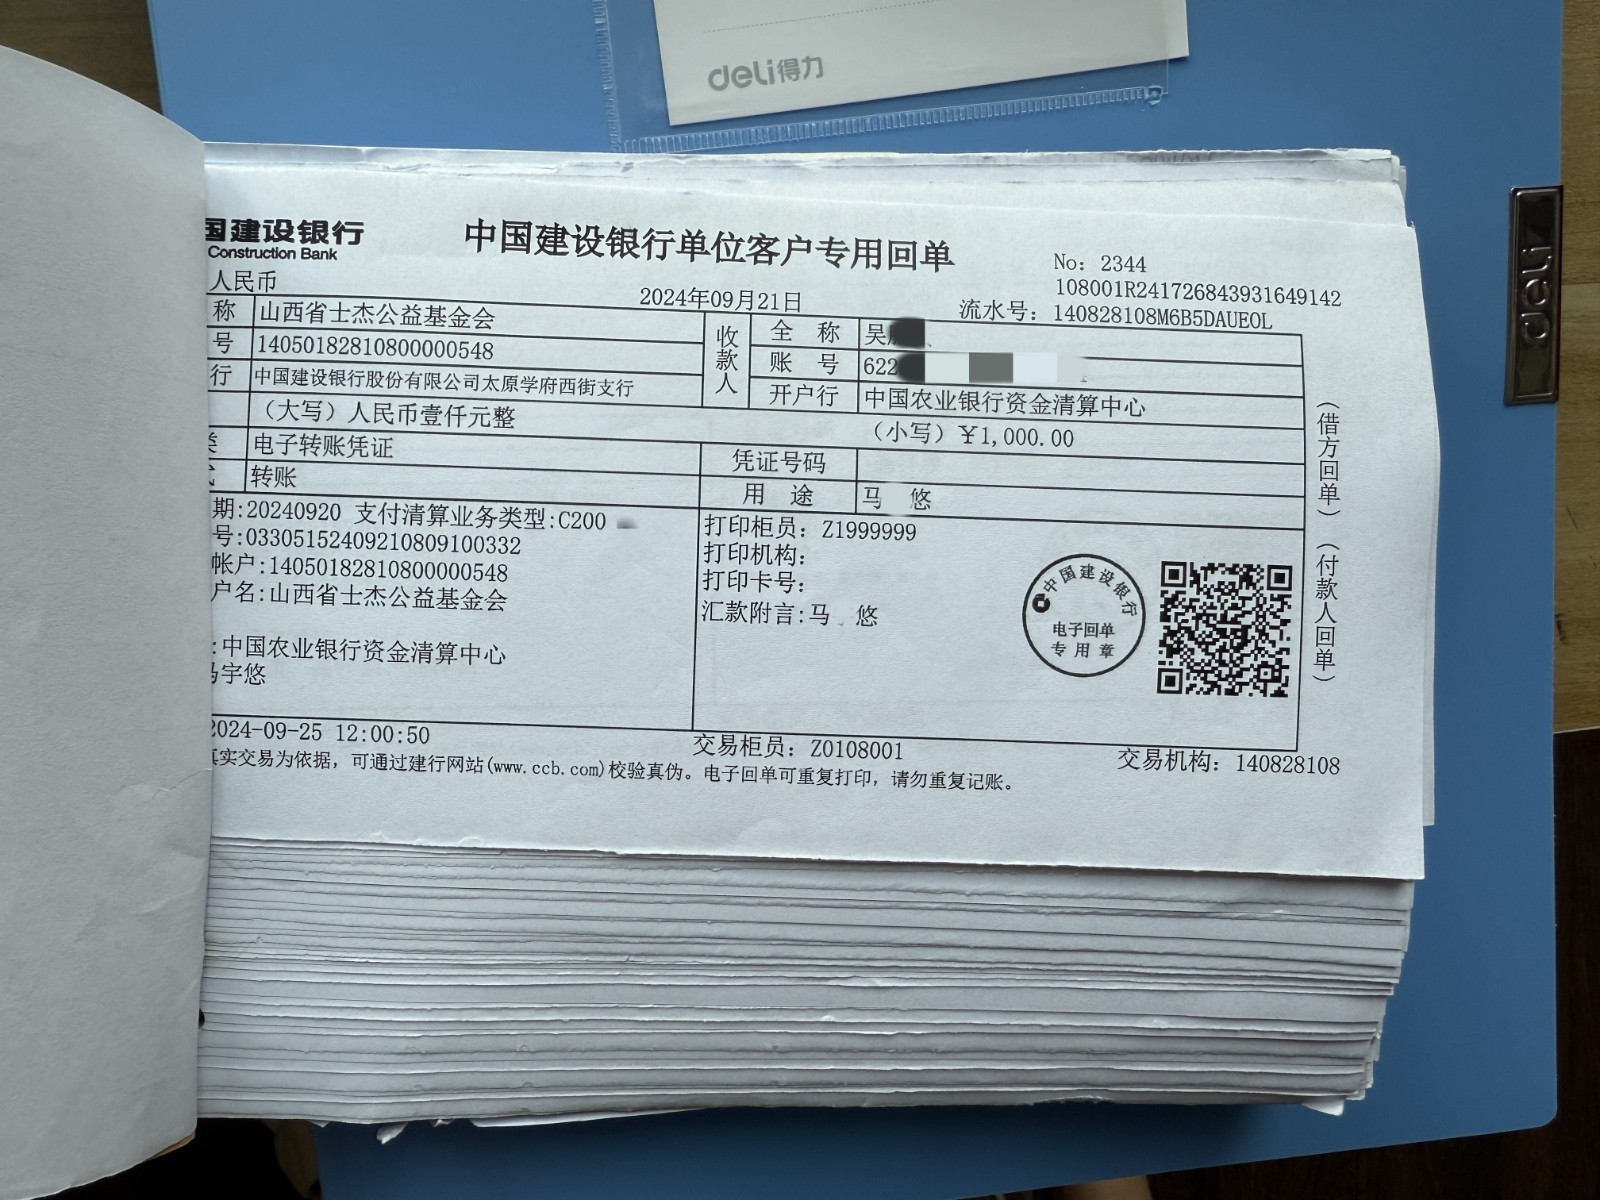 deli得力
deli
国建设银行
Construction Bank
中国建设银行单位客户专用回单
No：2344
人民币
2024年09月21日
108001R241726843931649142
流水号：140828108M6B5DAUEOL
称 山西省士杰公益基金会
号 14050182810800000548
行 中国建设银行股份有限公司太原学府西街支行
收款人
全 称 吴
账 号 622
开户行 中国农业银行资金清算中心
（大写）人民币壹仟元整
（小写）￥1,000.00
类 电子转账凭证
凭证号码
式 转账
用 途 马 悠
期:20240920 支付清算业务类型:C200
号:0330515240921080910​0332
帐户:14050182810800000548
户名:山西省士杰公益基金会
:中国农业银行资金清算中心
马宇悠
打印柜员：Z1999999
打印机构：
打印卡号：
汇款附言:马 悠
中国建设银行
电子回单
专用章
（借方回单）（付款人回单）
2024-09-25 12:00:50
交易柜员：Z0108001
交易机构：140828108
真实交易为依据，可通过建行网站(www.ccb.com)校验真伪。电子回单可重复打印，请勿重复记账。